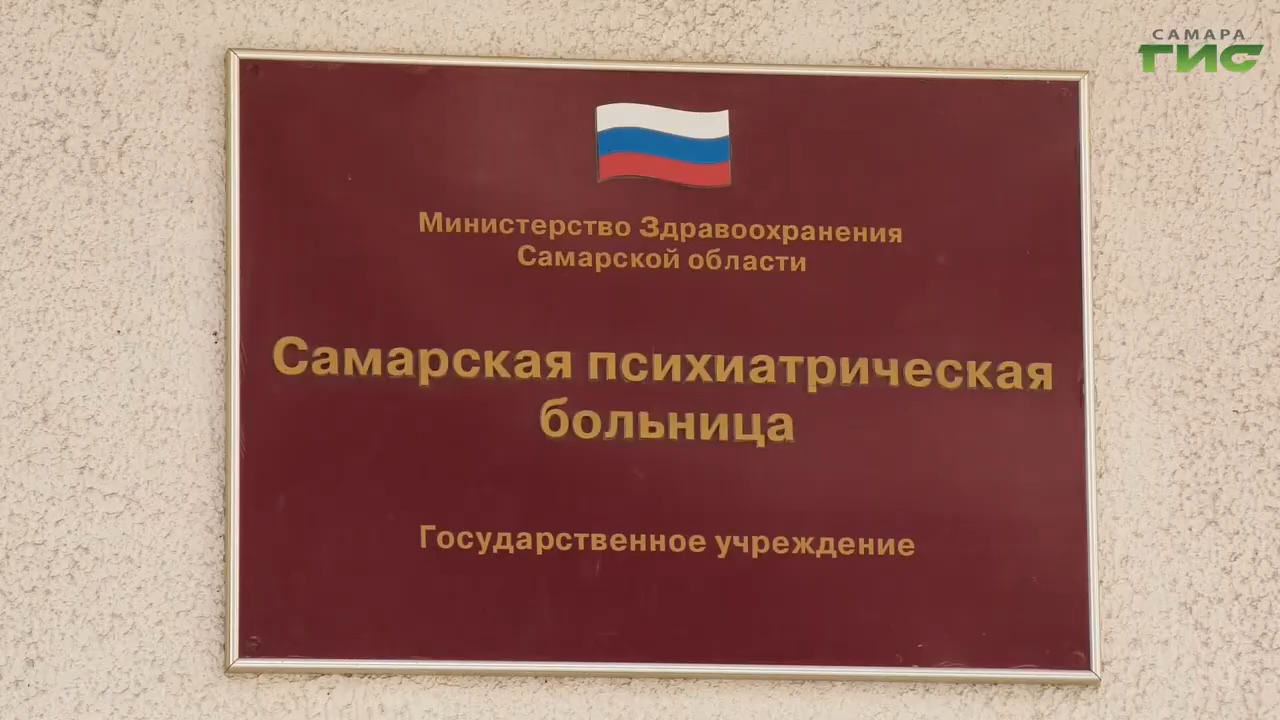 САМАРА
ГИС
Министерство Здравоохранения
Самарской области
Самарская психиатрическая
больница
Государственное учреждение